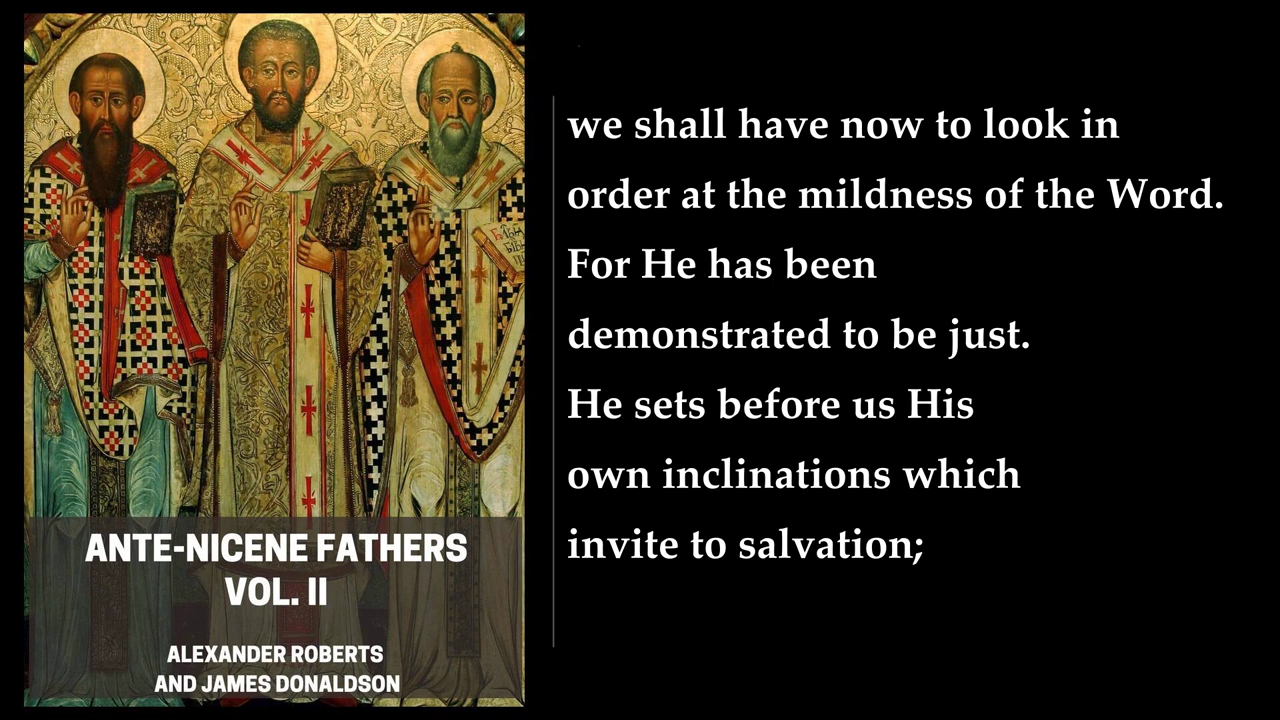 ANTE-NICENE FATHERS
VOL. II
ALEXANDER ROBERTS
AND JAMES DONALDSON
we shall have now to look in
order at the mildness of the Word.
For He has been
demonstrated to be just.
He sets before us His
own inclinations which
invite to salvation;